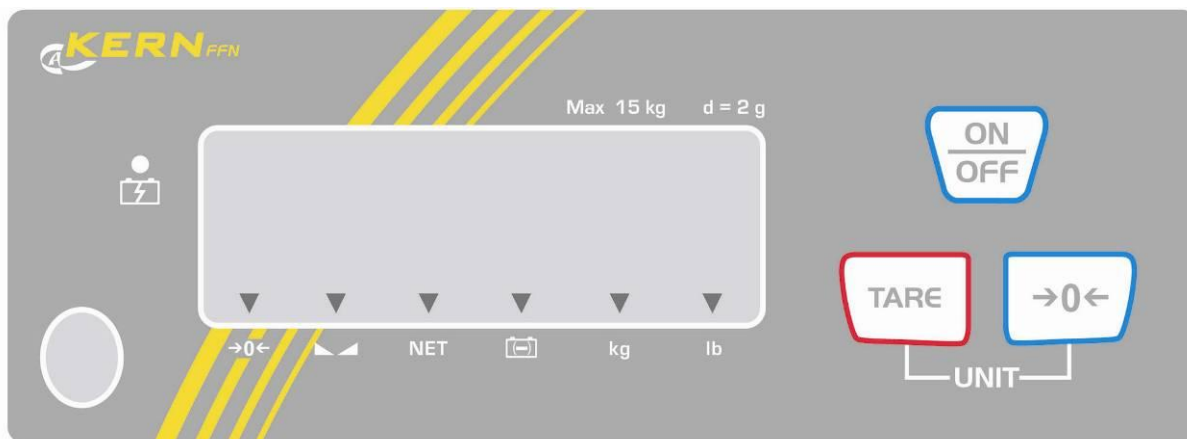 KERN FFN
Max 15 kg d = 2 g
ON
OFF
TARE →0←
→0← NET kg lb
UNIT